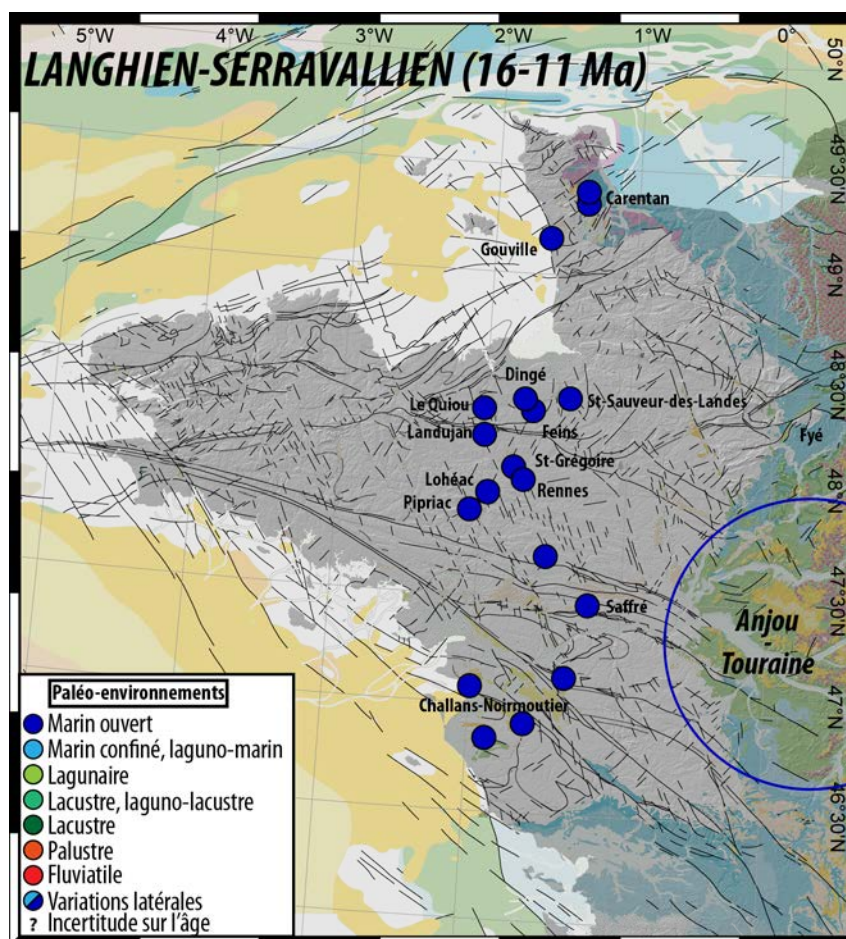 5°W 4°W 3°W 2°W 1°W 0°
50°N
LANGHIEN-SERRAVALLIEN (16-11 Ma)
49°30'N
Carentan
Gouville
49°N
Dingé
48°30'N
Le Quiou
St-Sauveur-des-Landes
Landujan
Feins
Fyé
St-Grégoire
Lohéac
48°N
Rennes
Pipriac
47°30'N
Saffré
Anjou
-
Touraine
Paléo-environnements
Challans-Noirmoutier
47°N
Marin ouvert
Marin confiné, laguno-marin
Lagunaire
46°30'N
Lacustre, laguno-lacustre
Lacustre
Palustre
Fluviatile
Variations latérales
? Incertitude sur l'âge